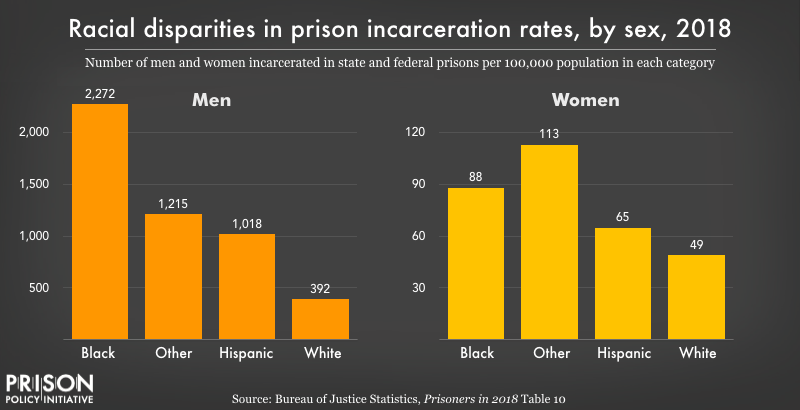 Racial disparities in prison incarceration rates, by sex, 2018
Number of men and women incarcerated in state and federal prisons per 100,000 population in each category
Men
2,272
1,215
1,018
392
2,000
1,500
1,000
500
Black
Other
Hispanic
White
Women
88
113
65
49
120
90
60
30
Black
Other
Hispanic
White
PRISON
POLICY INITIATIVE
Source: Bureau of Justice Statistics, Prisoners in 2018 Table 10